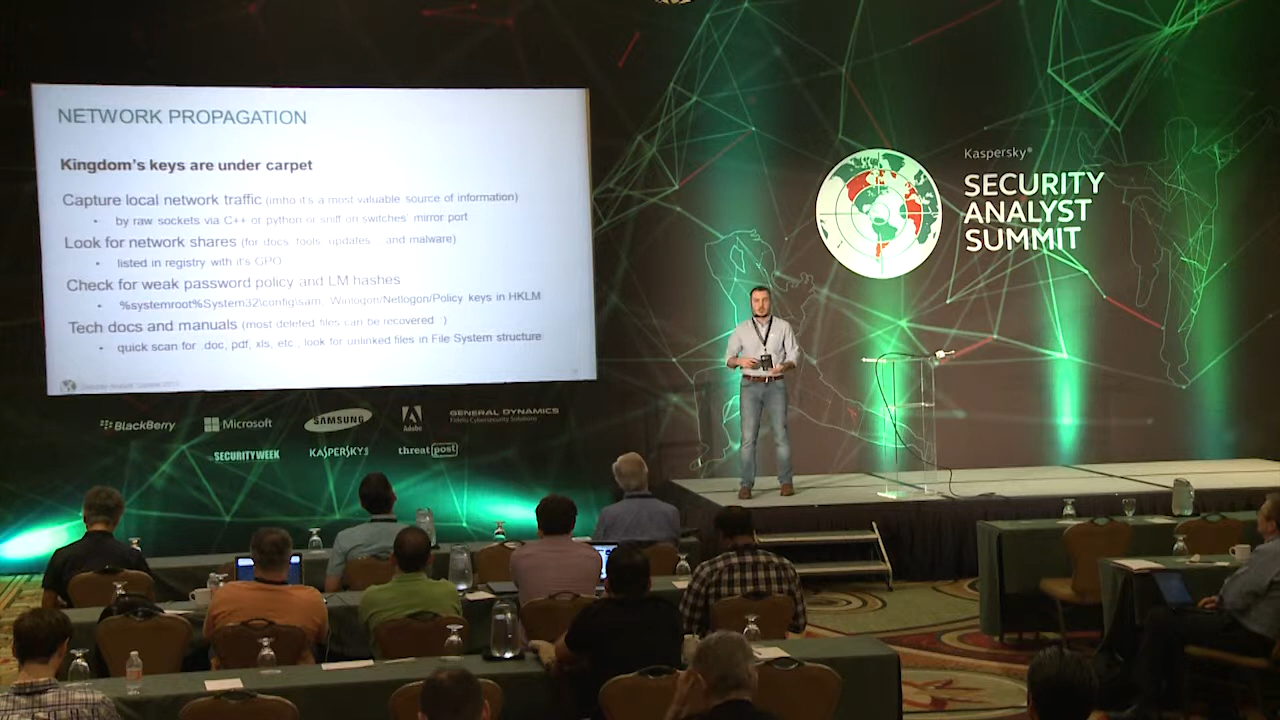 NETWORK PROPAGATION
Kingdom's keys are under carpet
Capture local network traffic (imho it's a most valuable source of information)
• by raw sockets via C++ or python or sniff on switches' mirror port
Look for network shares (for docs, tools, updates... and malware)
• listed in registry with it's GPO
Check for weak password policy and LM hashes
• %systemroot%System32\config\sam, Winlogon/Netlogon/Policy keys in HKLM
Tech docs and manuals (most deleted files can be recovered :)
• quick scan for .doc, pdf, xls, etc., look for unlinked files in File System structure
Kaspersky®
SECURITY
ANALYST
SUMMIT
BlackBerry
Microsoft
SAMSUNG
Adobe
GENERAL DYNAMICS
Fidelis Cybersecurity Solutions
SECURITYWEEK
KASPERSKY
threat post